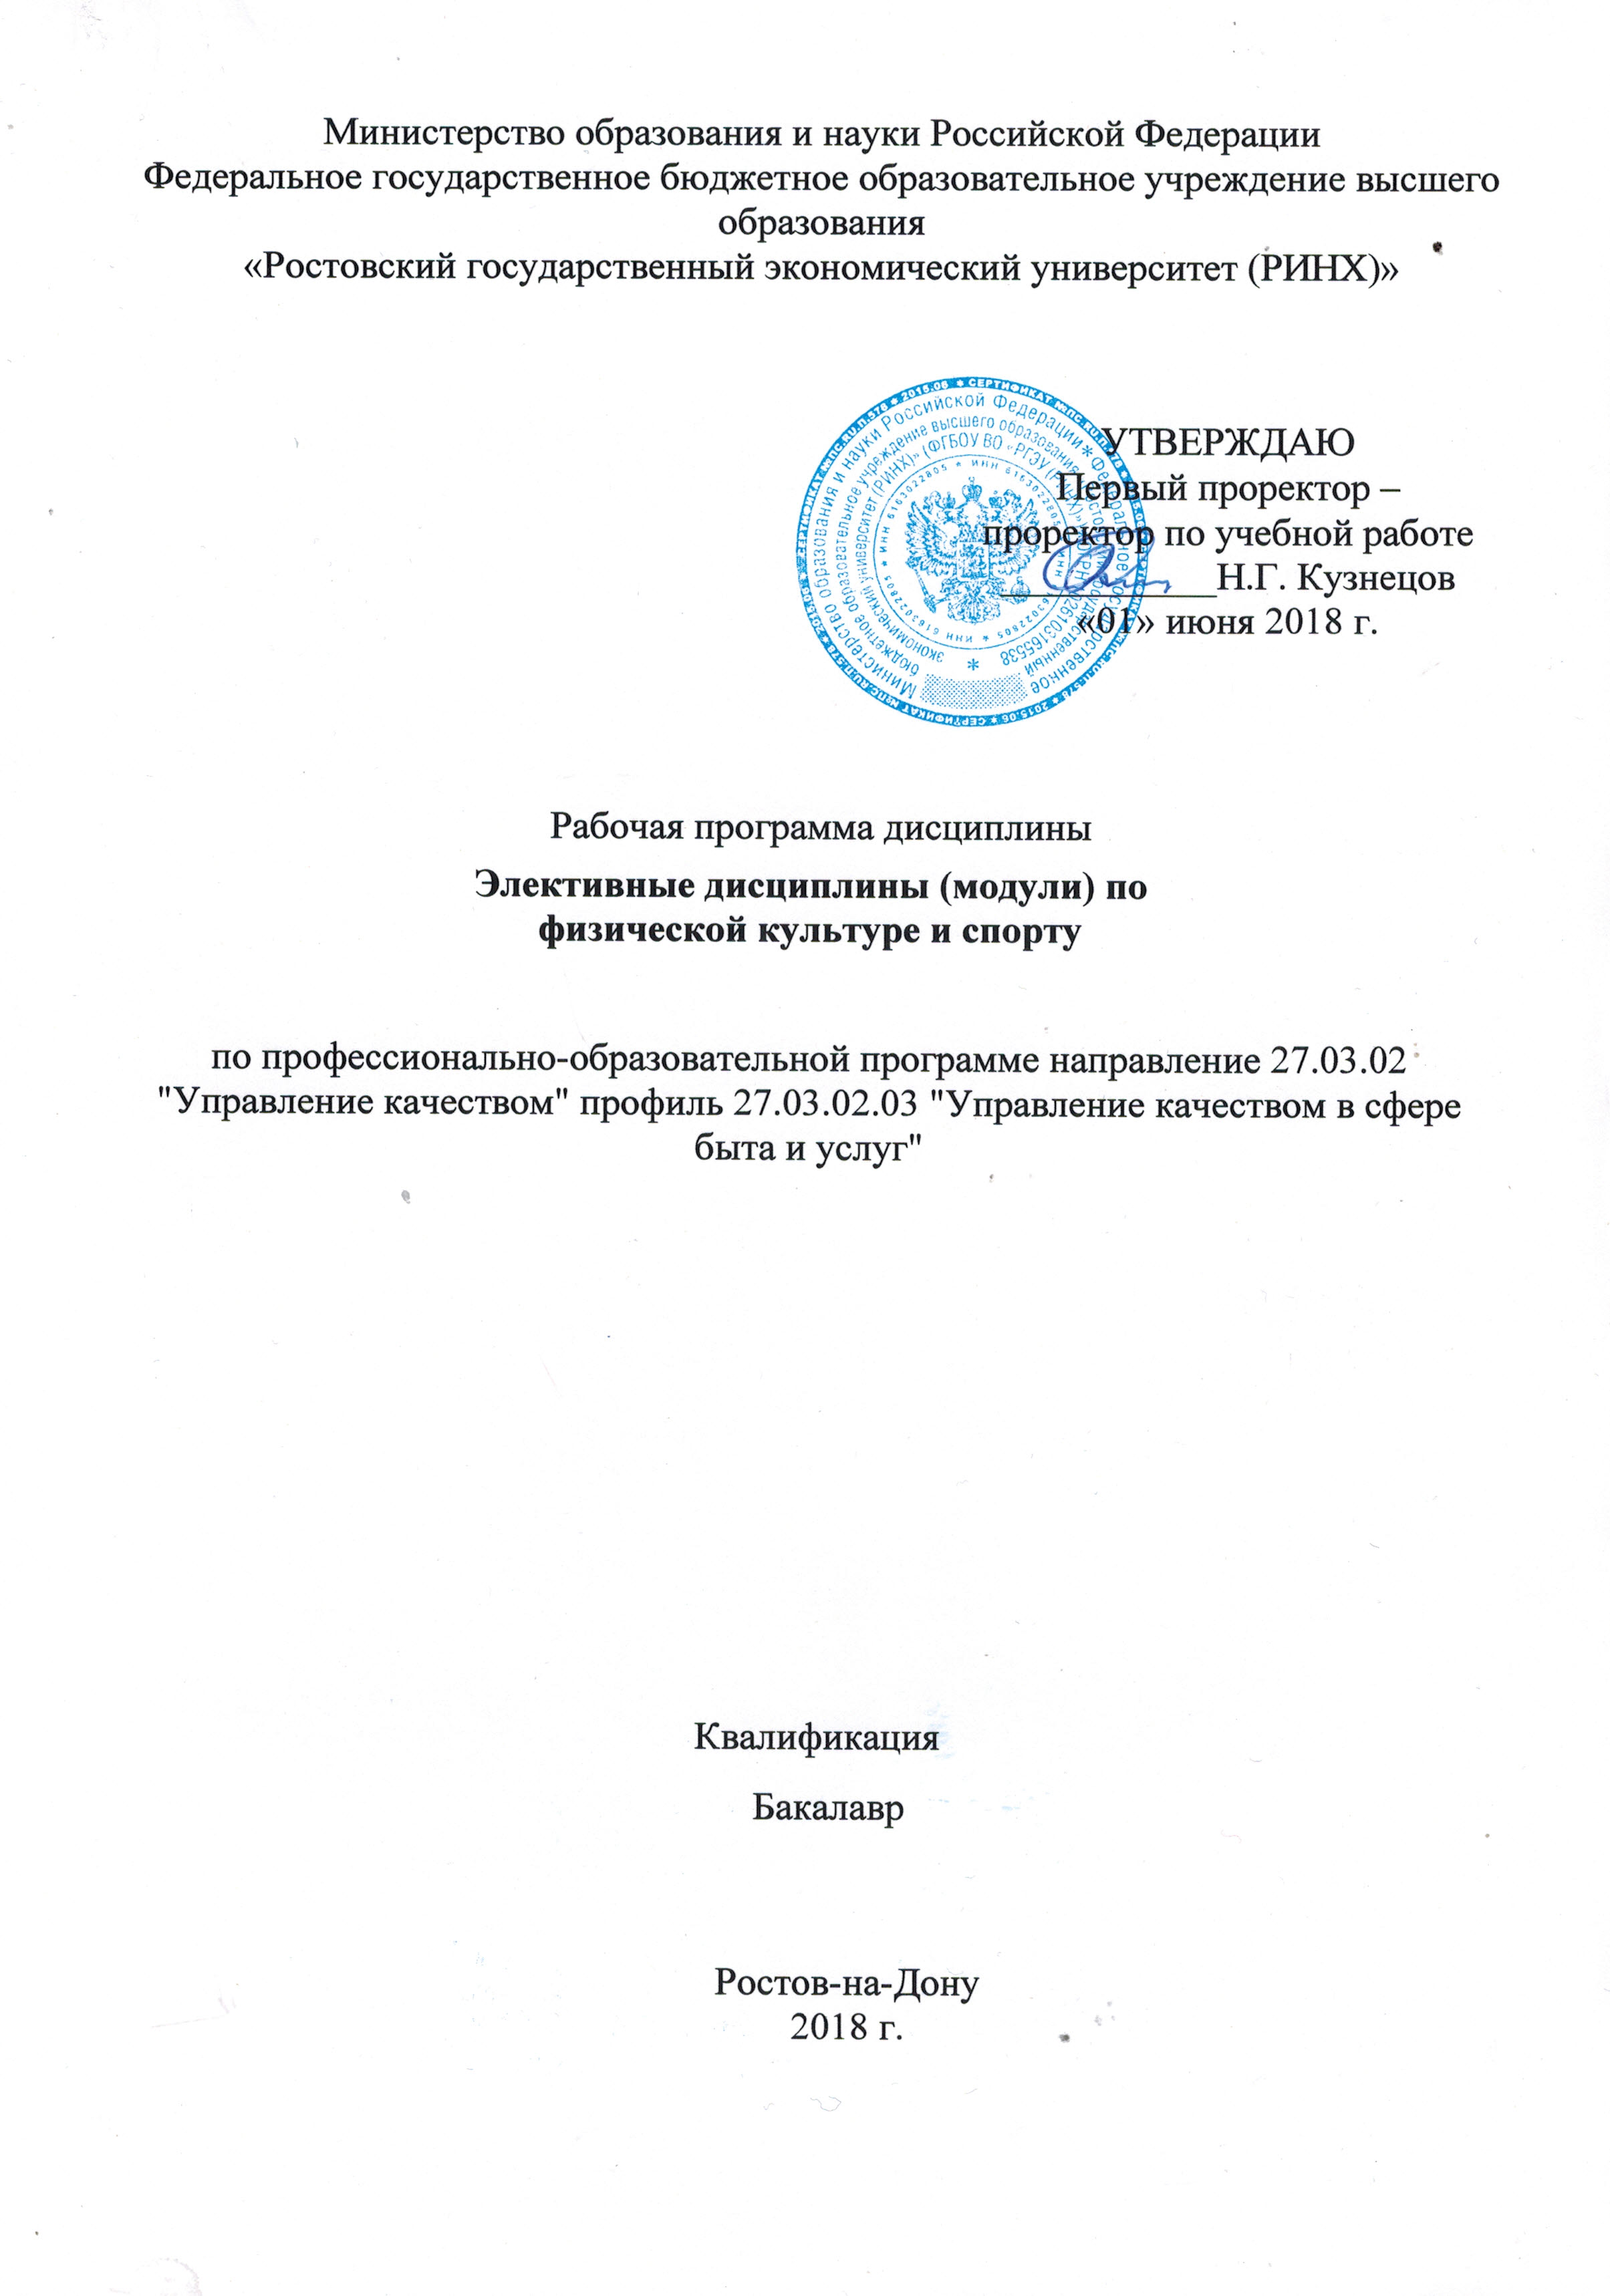 Министерство образования и науки Российской Федерации
Федеральное государственное бюджетное образовательное учреждение высшего
образования
«Ростовский государственный экономический университет (РИНХ)»
УТВЕРЖДАЮ
Первый проректор –
проректор по учебной работе
Н.Г. Кузнецов
«01» июня 2018 г.
Рабочая программа дисциплины
Элективные дисциплины (модули) по
физической культуре и спорту
по профессионально-образовательной программе направление 27.03.02
"Управление качеством" профиль 27.03.02.03 "Управление качеством в сфере
быта и услуг"
Квалификация
Бакалавр
Ростов-на-Дону
2018 г.